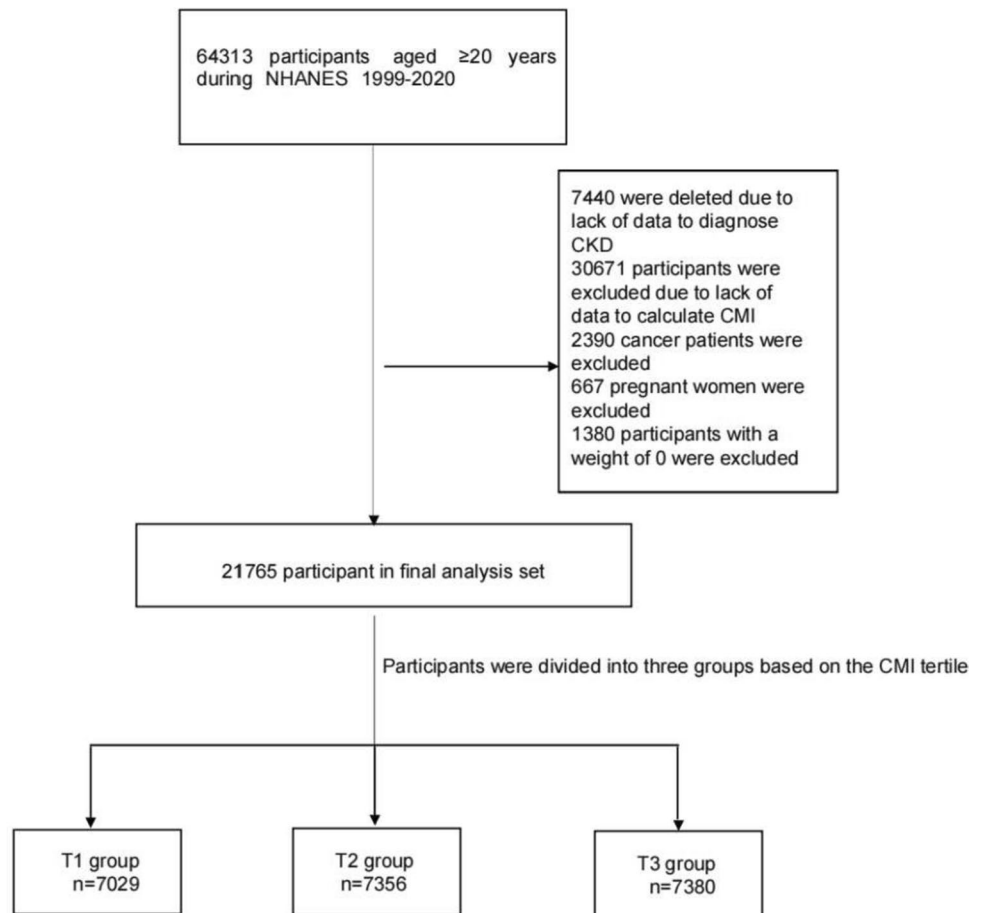 64313 participants aged ≥20 years
during NHANES 1999-2020
7440 were deleted due to
lack of data to diagnose
CKD
30671 participants were
excluded due to lack of
data to calculate CMI
2390 cancer patients were
excluded
667 pregnant women were
excluded
1380 participants with a
weight of 0 were excluded
21765 participant in final analysis set
Participants were divided into three groups based on the CMI tertile
T1 group
n=7029
T2 group
n=7356
T3 group
n=7380